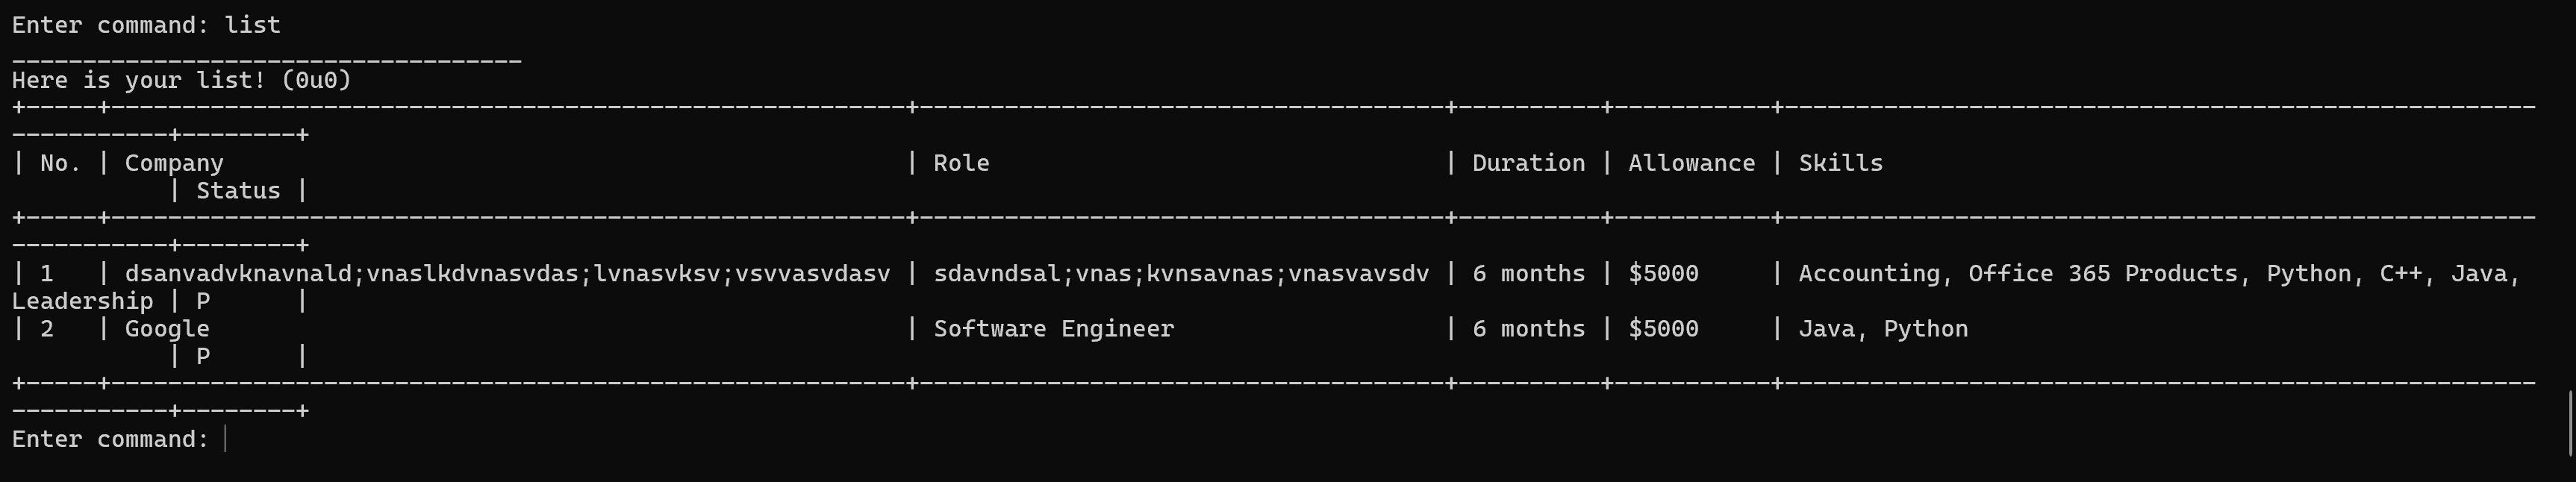 Enter command: list
____________________________________
Here is your list! (0u0)
+-----+--------------------------------------------------------+-------------------------------------+----------+-----------+-----------------------------------------------------
-----------+--------+
| No. | Company                                                | Role                                | Duration | Allowance | Skills
           | Status |
+-----+--------------------------------------------------------+-------------------------------------+----------+-----------+-----------------------------------------------------
-----------+--------+
| 1   | dsanvadvknavnald;vnaslkdvnasvdas;lvnasvksv;vsvvasvdasv | sdavndsal;vnas;kvnsavnas;vnasvavsdv | 6 months | $5000     | Accounting, Office 365 Products, Python, C++, Java,
Leadership | P      |
| 2   | Google                                                 | Software Engineer                   | 6 months | $5000     | Java, Python
           | P      |
+-----+--------------------------------------------------------+-------------------------------------+----------+-----------+-----------------------------------------------------
-----------+--------+
Enter command: